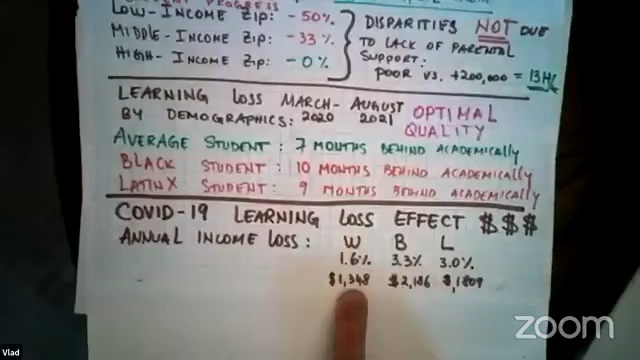 PROGRESS
LOW-INCOME ZIP: -50%
MIDDLE-INCOME ZIP: -33%
HIGH-INCOME ZIP: -0%
DISPARITIES NOT DUE
TO LACK OF PARENTAL
SUPPORT:
POOR VS. +200,000 = 13H/
LEARNING LOSS MARCH- AUGUST
BY DEMOGRAPHICS: 2020 2021
OPTIMAL
QUALITY
AVERAGE STUDENT: 7 MONTHS BEHIND ACADEMICALLY
BLACK STUDENT: 10 MONTHS BEHIND ACADEMICALLY
LATINX STUDENT: 9 MONTHS BEHIND ACADEMICALLY
COVID-19 LEARNING LOSS EFFECT $$$
ANNUAL INCOME LOSS: W B L
1.6% 3.3% 3.0%
$1,348 $2,186 $,1809
zoom
Vlad